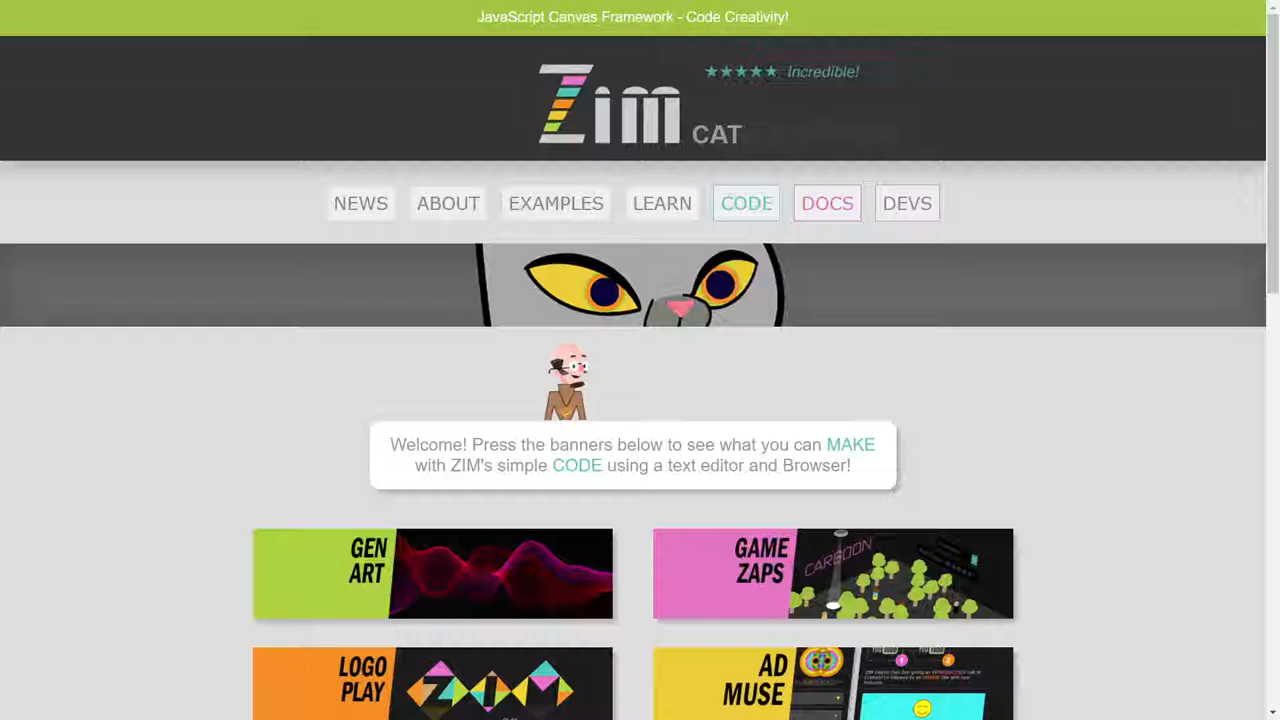 JavaScript Canvas Framework - Code Creativity!
★★★★★ Incredible!
Zim CAT
NEWS ABOUT EXAMPLES LEARN CODE DOCS DEVS
Welcome! Press the banners below to see what you can MAKE
with ZIM's simple CODE using a text editor and Browser!
GEN
ART
GAME
ZAPS
CARGOON
LOGO
PLAY
ZIM
AD
MUSE